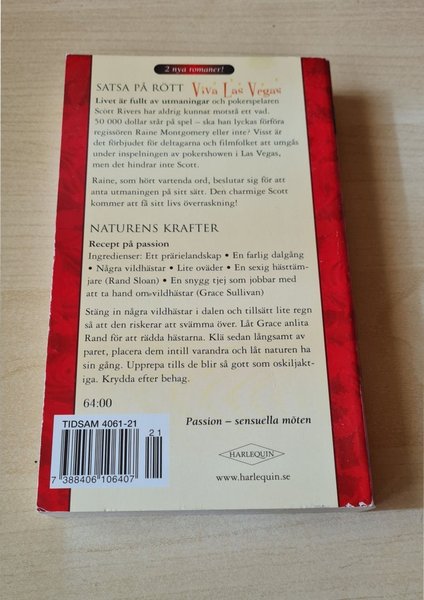 2 nya romaner!
SATSA PÅ RÖTT Viva Las Vegas
Livet är fullt av utmaningar och pokerspelaren
Scott Rivers har aldrig kunnat motstå ett vad.
50 000 dollar står på spel – ska han lyckas förföra
regissören Raine Montgomery eller inte? Visst är
det förbjudet för deltagarna och filmfolket att umgås
under inspelningen av pokershowen i Las Vegas,
men det hindrar inte Scott.
Raine, som hört vartenda ord, beslutar sig för att
anta utmaningen på sitt sätt. Den charmige Scott
kommer att få sitt livs överraskning!
NATURENS KRAFTER
Recept på passion
Ingredienser: Ett prärielandskap • En farlig dalgång
• Några vildhästar • Lite oväder • En sexig hästtäm-
jare (Rand Sloan) • En snygg tjej som jobbar med
att ta hand om vildhästar (Grace Sullivan)
Stäng in några vildhästar i dalen och tillsätt lite regn
så att den riskerar att svämma över. Låt Grace anlita
Rand för att rädda hästarna. Klä sedan långsamt av
paret, placera dem intill varandra och låt naturen ha
sin gång. Upprepa tills de blir så gott som oskiljakt-
iga. Krydda efter behag.
64:00
TIDSAM 4061-21
21
7 388406 106407
Passion – sensuella möten
HARLEQUIN
www.harlequin.se